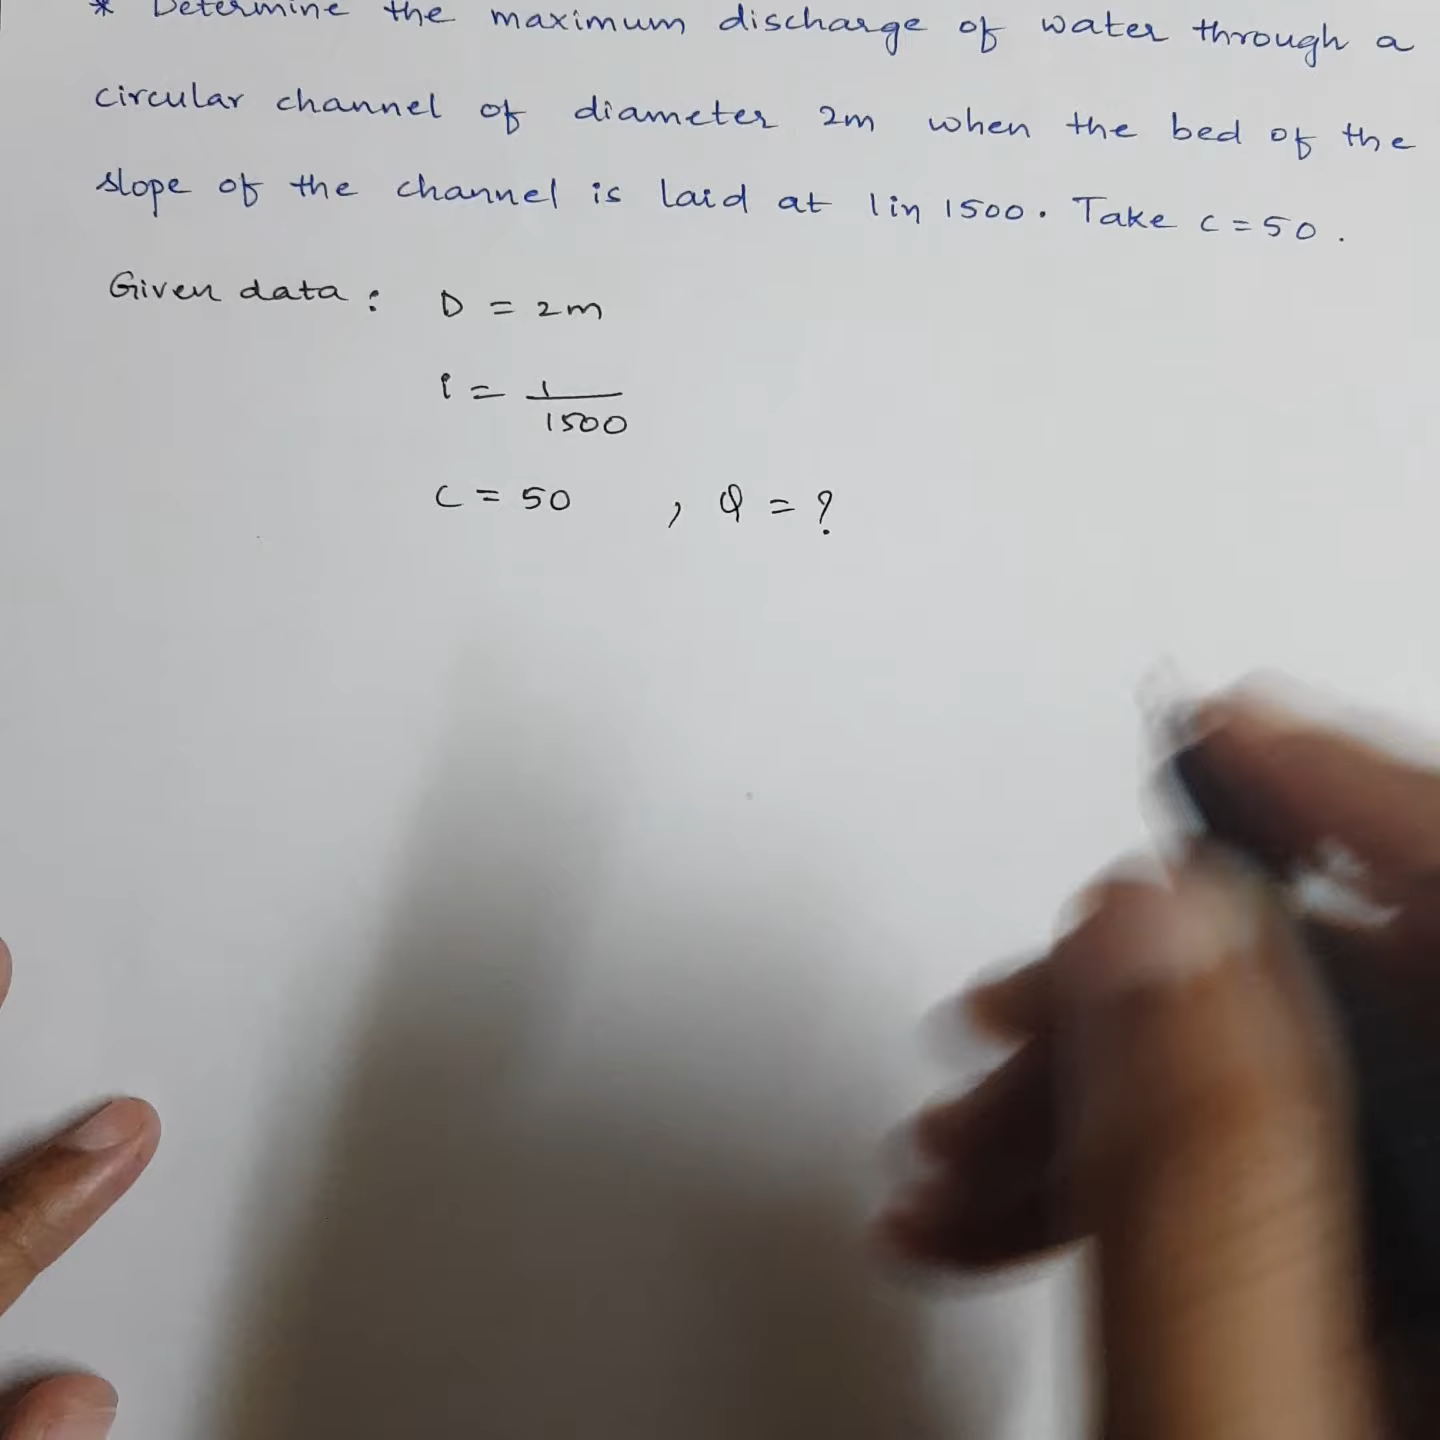 * Determine the maximum discharge of water through a
circular channel of diameter 2m when the bed of the
slope of the channel is laid at 1 in 1500. Take c = 50.
Given data : D = 2m
i = 1/1500
C = 50 , Q = ?